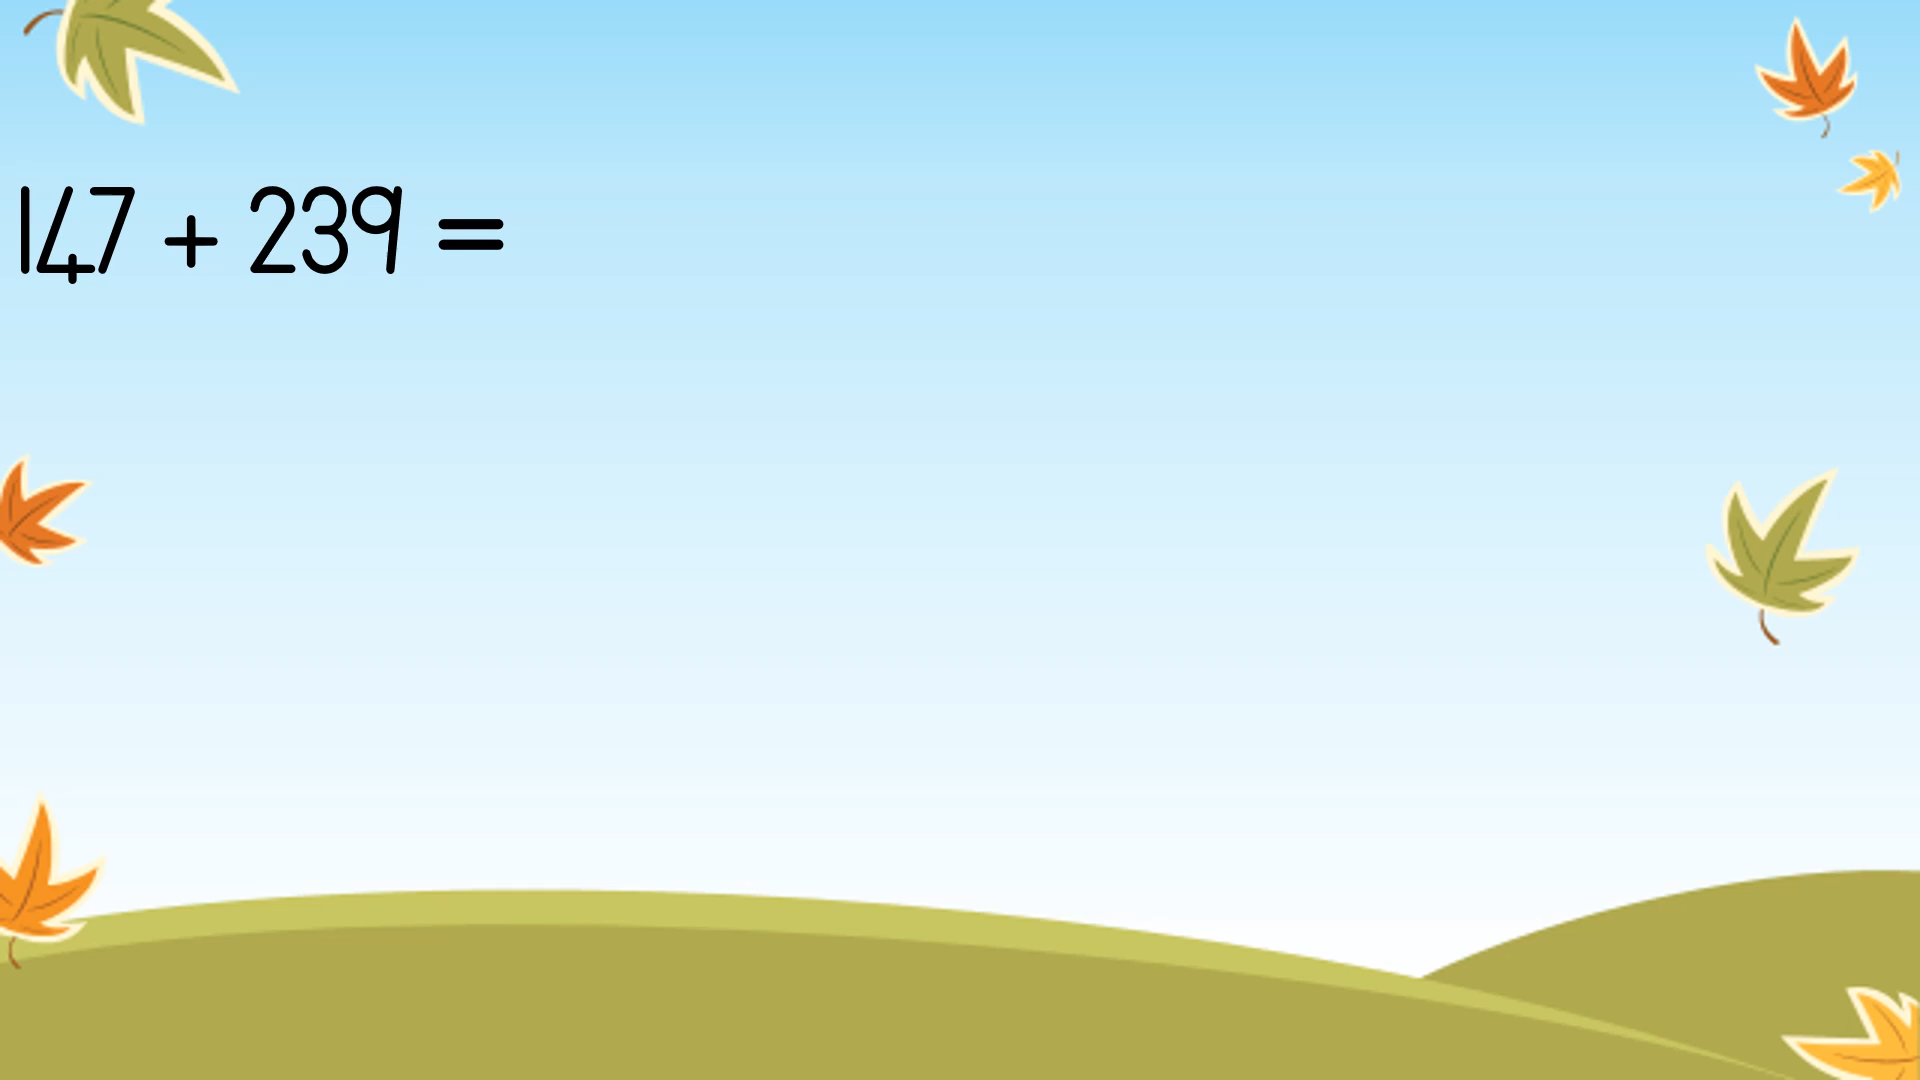 147 + 239 =